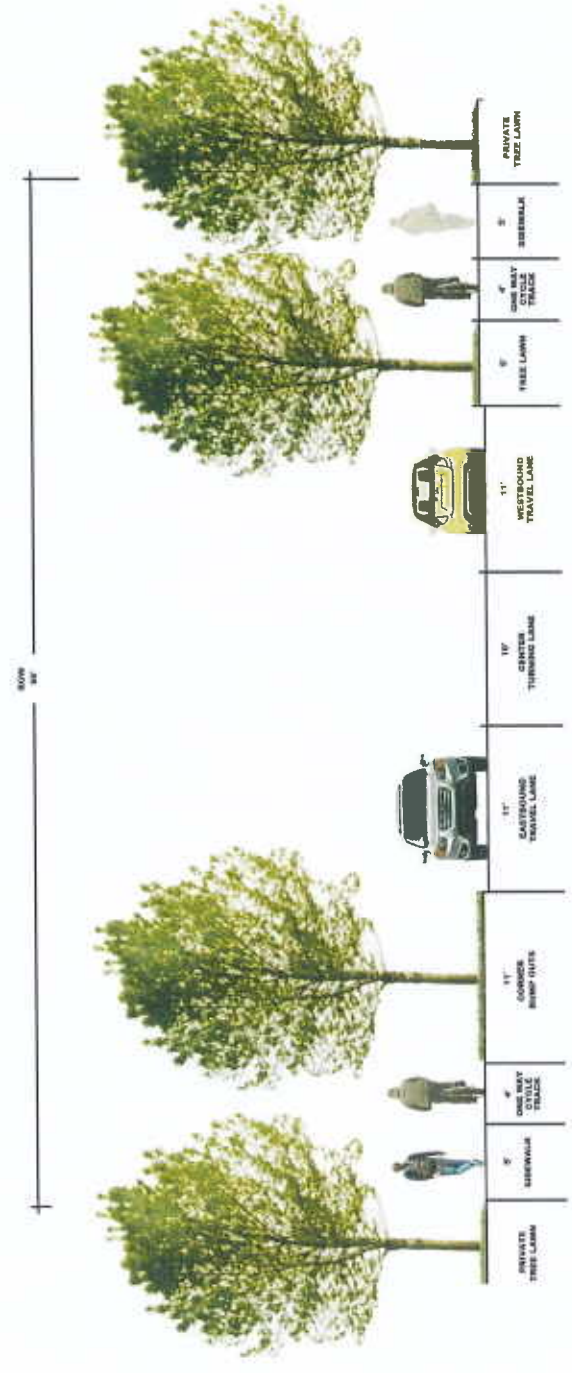 ROW
PRIVATE
TREE LAWN
5'
SIDEWALK
4'
ONE WAY
CYCLE
TRACK
11'
CORNER
BUMP OUTS
11'
EASTBOUND
TRAVEL LANE
10'
CENTER
TURNING LANE
11'
WESTBOUND
TRAVEL LANE
TREE LAWN
4'
ONE WAY
CYCLE
TRACK
5'
SIDEWALK
PRIVATE
TREE LAWN